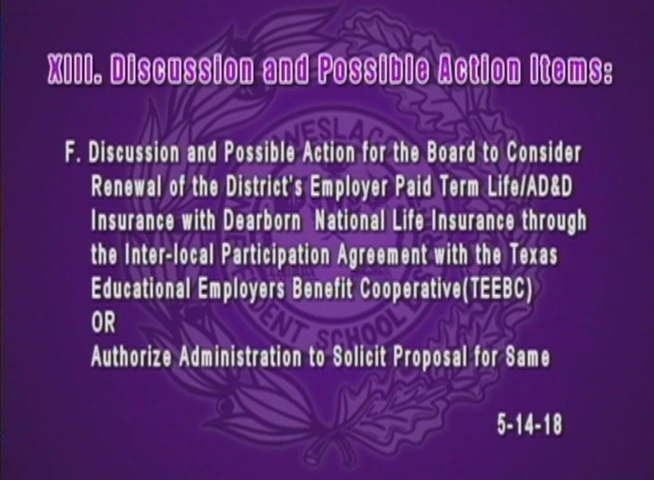 XIII. Discussion and Possible Action Items:
F. Discussion and Possible Action for the Board to Consider
Renewal of the District's Employer Paid Term Life/AD&D
Insurance with Dearborn National Life Insurance through
the Inter-local Participation Agreement with the Texas
Educational Employers Benefit Cooperative(TEEBC)
OR
Authorize Administration to Solicit Proposal for Same
5-14-18